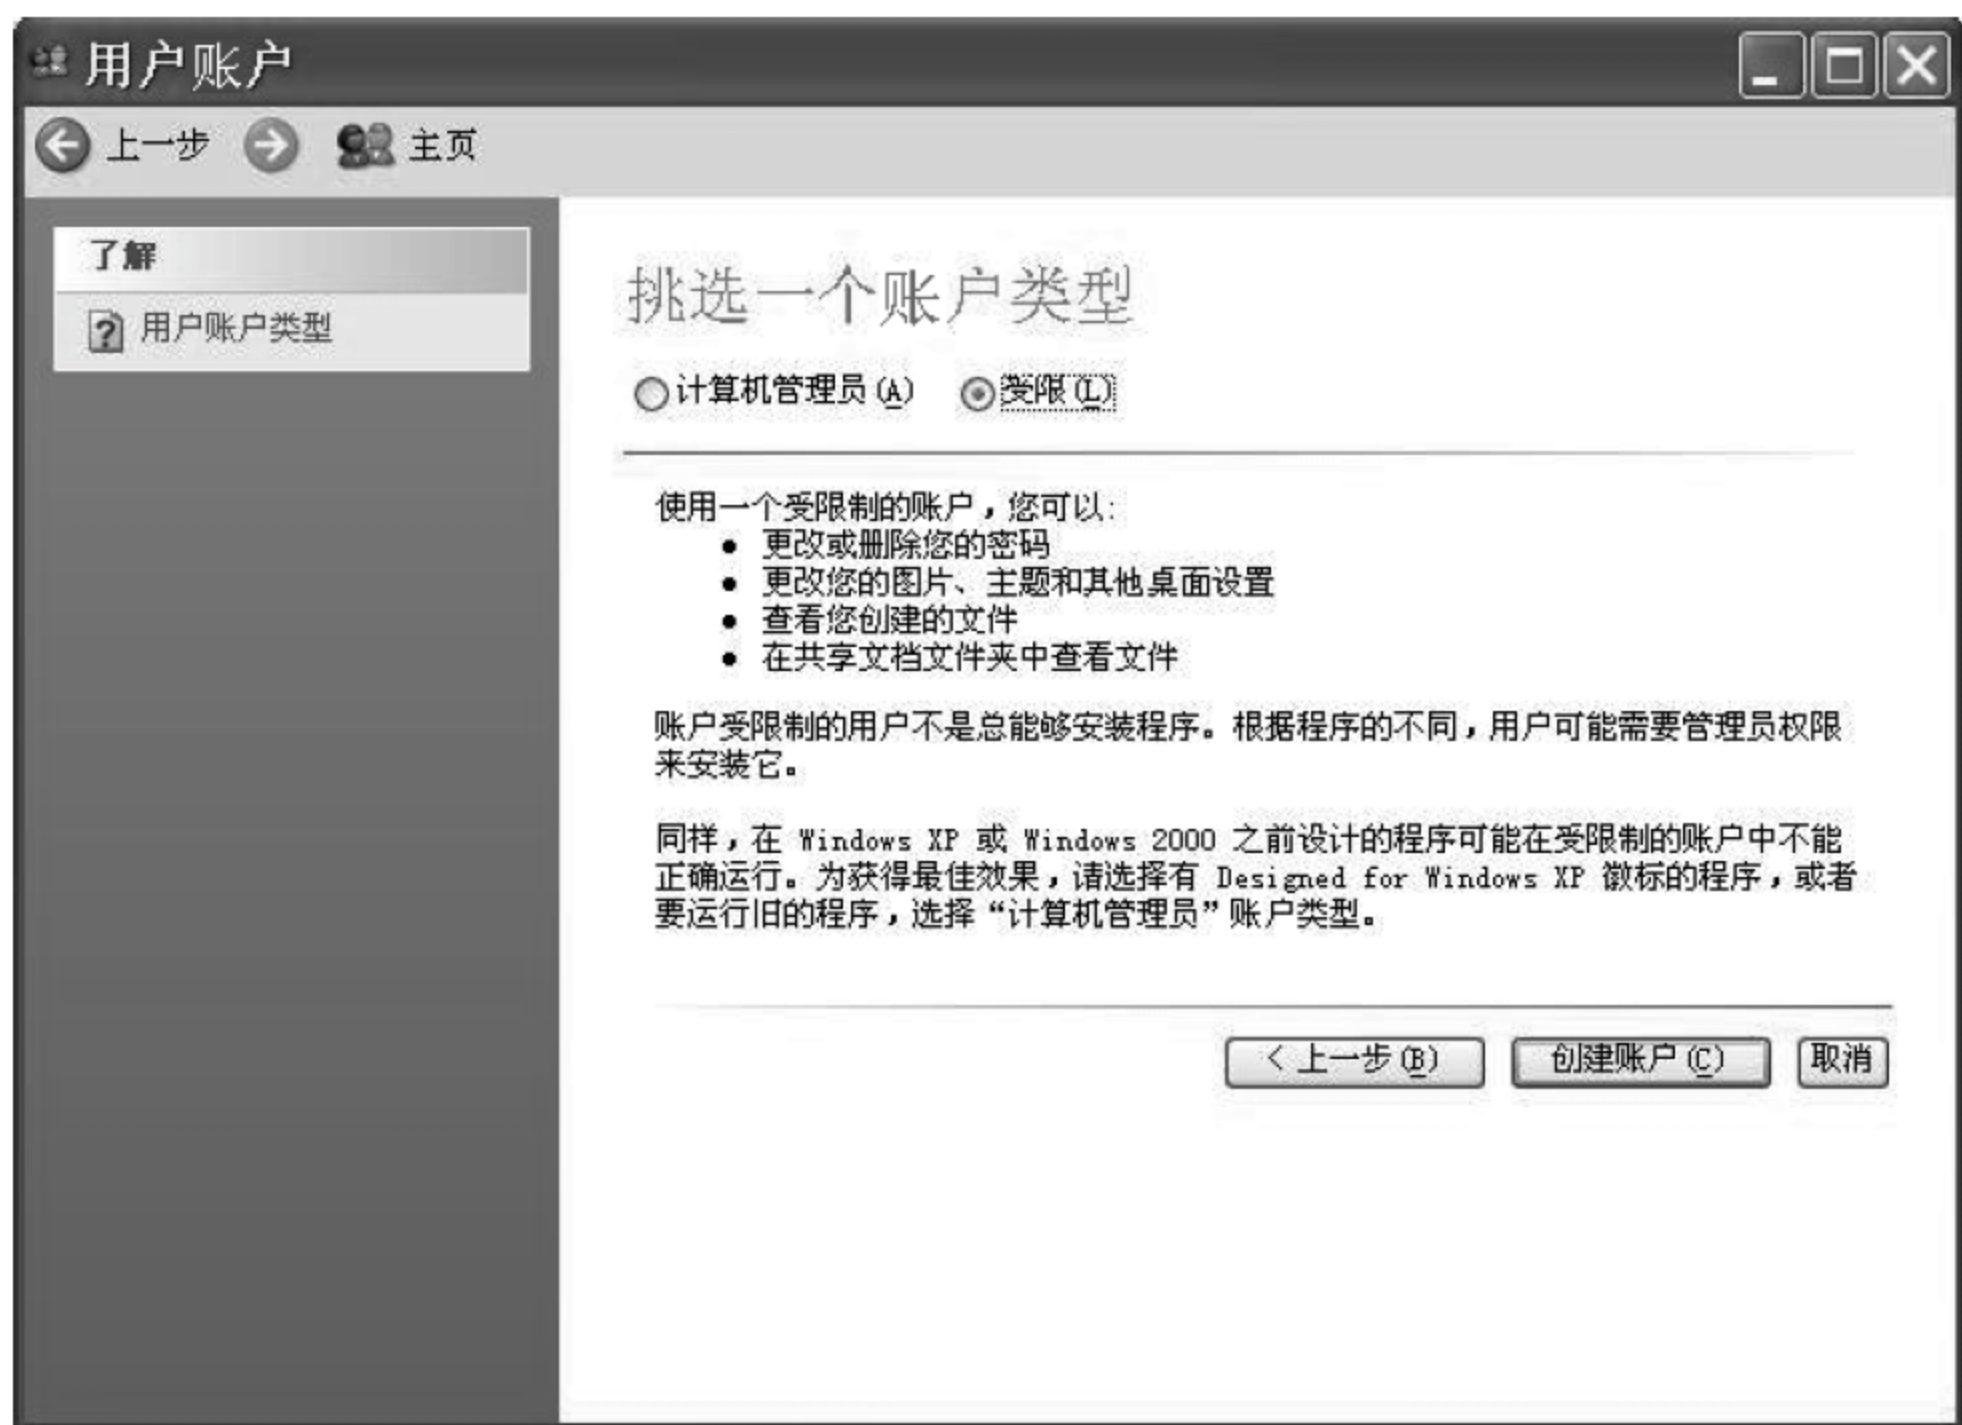 用户账户
上一步 主页
了解
用户账户类型
挑选一个账户类型
计算机管理员(A) 受限(L)
使用一个受限制的账户，您可以：
• 更改或删除您的密码
• 更改您的图片、主题和其他桌面设置
• 查看您创建的文件
• 在共享文档文件夹中查看文件
账户受限制的用户不是总能够安装程序。根据程序的不同，用户可能需要管理员权限
来安装它。
同样，在 Windows XP 或 Windows 2000 之前设计的程序可能在受限制的账户中不能
正确运行。为获得最佳效果，请选择有 Designed for Windows XP 徽标的程序，或者
要运行旧的程序，选择“计算机管理员”账户类型。
< 上一步(B) 创建账户(C) 取消